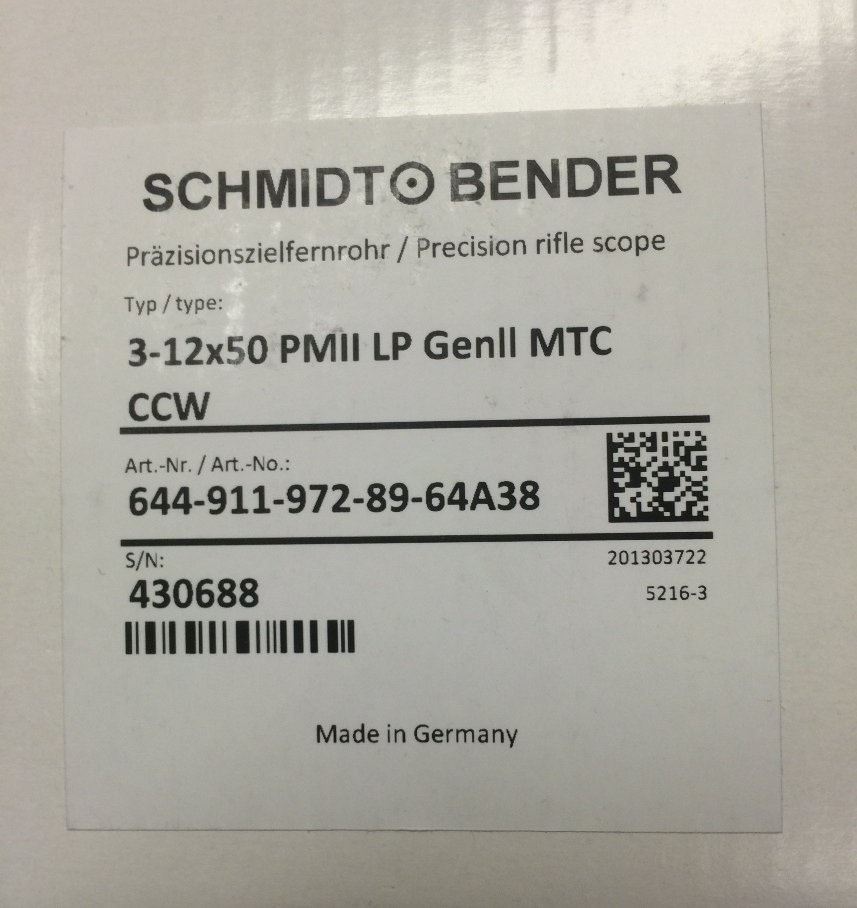 SCHMIDT BENDER
Präzisionszielfernrohr / Precision rifle scope
Typ / type:
3-12x50 PMII LP GenII MTC
CCW
Art.-Nr. / Art.-No.:
644-911-972-89-64A38
S/N:
201303722
430688
5216-3
Made in Germany